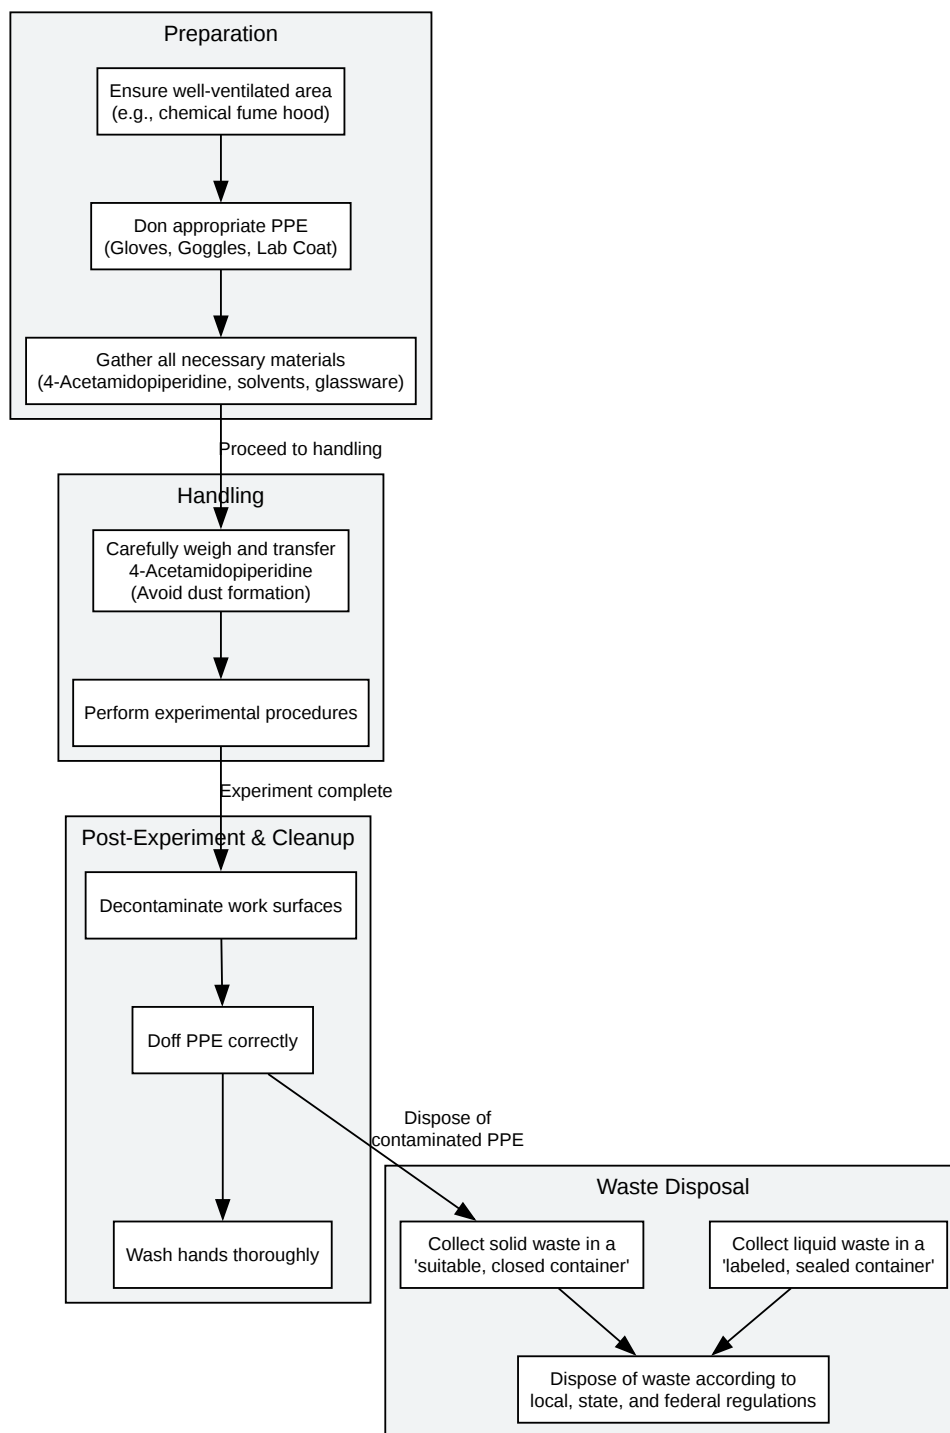 Preparation
Ensure well-ventilated area
(e.g., chemical fume hood)
Don appropriate PPE
(Gloves, Goggles, Lab Coat)
Gather all necessary materials
(4-Acetamidopiperidine, solvents, glassware)
Proceed to handling
Handling
Carefully weigh and transfer
4-Acetamidopiperidine
(Avoid dust formation)
Perform experimental procedures
Experiment complete
Post-Experiment & Cleanup
Decontaminate work surfaces
Doff PPE correctly
Dispose of
contaminated PPE
Wash hands thoroughly
Waste Disposal
Collect solid waste in a
'suitable, closed container'
Collect liquid waste in a
'labeled, sealed container'
Dispose of waste according to
local, state, and federal regulations